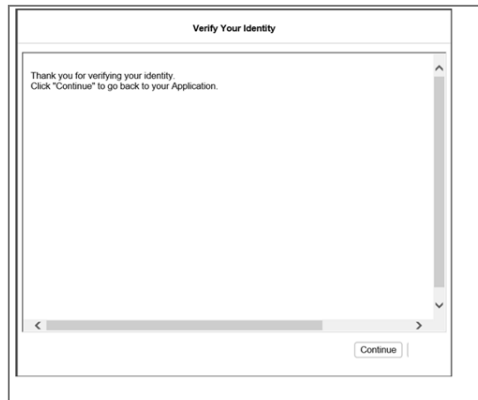 Verify Your Identity
Thank you for verifying your identity.
Click "Continue" to go back to your Application.
Continue